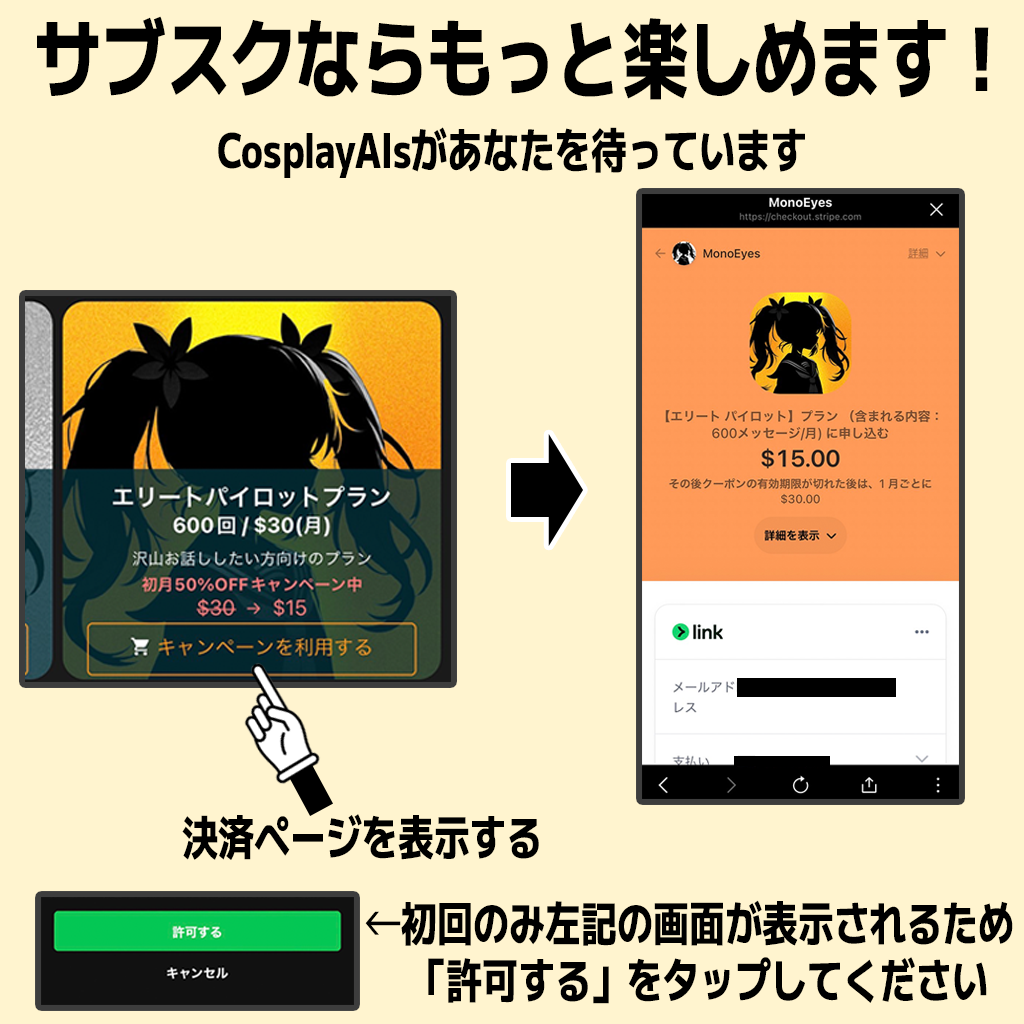 サブスクならもっと楽しめます！
CosplayAIsがあなたを待っています
エリートパイロットプラン
600回 / $30(月)
沢山お話ししたい方向けのプラン
初月50%OFFキャンペーン中
$30 → $15
キャンペーンを利用する
決済ページを表示する
MonoEyes
https://checkout.stripe.com
MonoEyes
詳細
【エリート パイロット】プラン （含まれる内容：
600メッセージ/月) に申し込む
$15.00
その後クーポンの有効期限が切れた後は、1 月ごとに
$30.00
詳細を表示
link
メールアド
レス
支払い
許可する
キャンセル
←初回のみ左記の画面が表示されるため
「許可する」をタップしてください